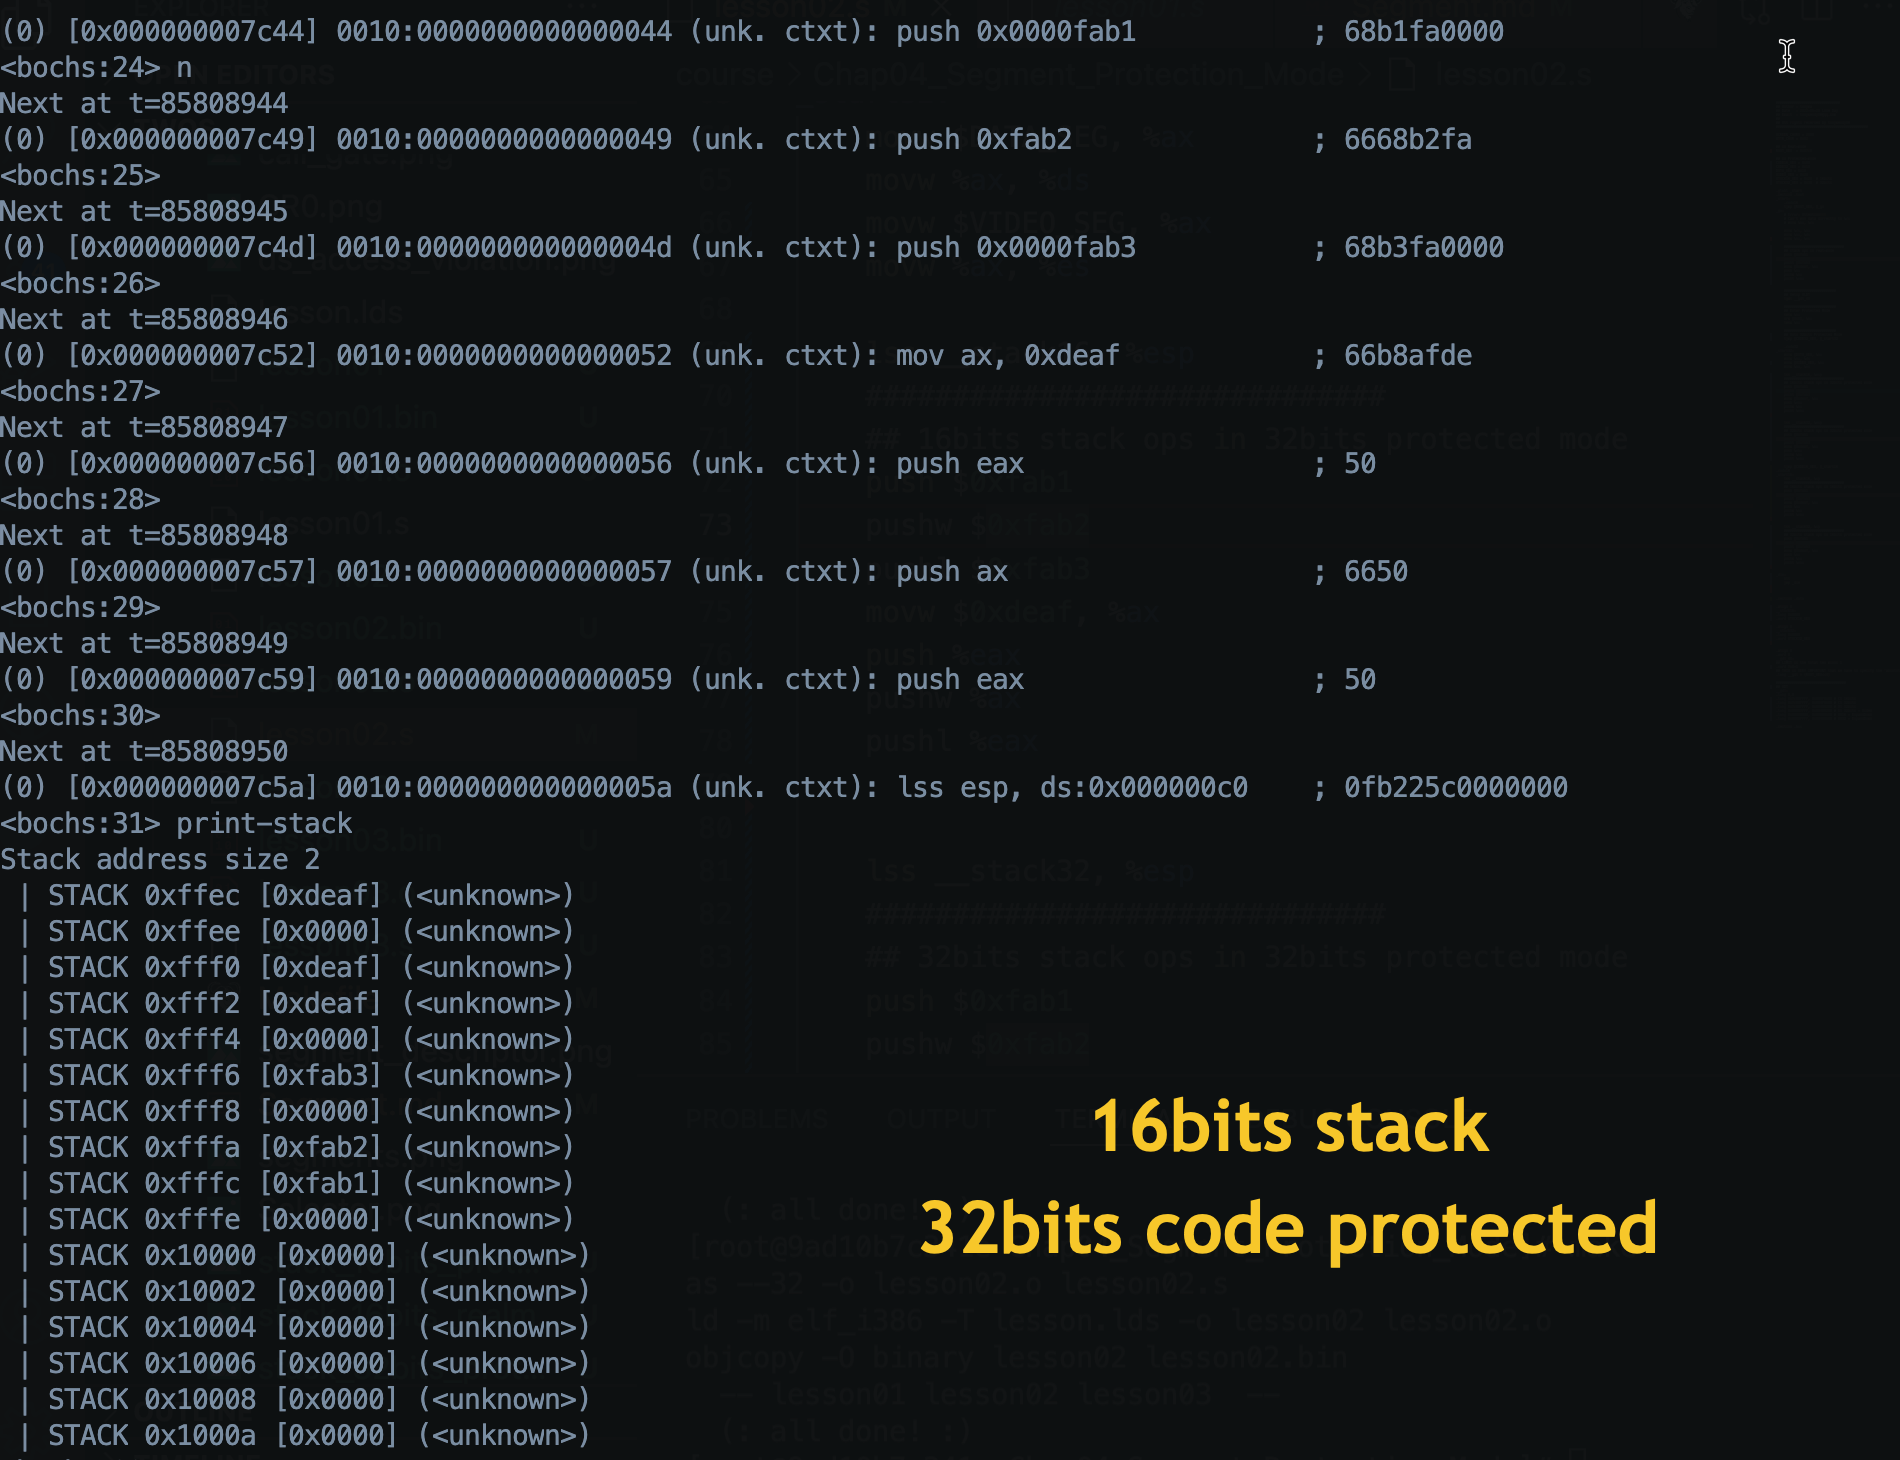 (0) [0x000000007c44] 0010:0000000000000044 (unk. ctxt): push 0x0000fab1 ; 68b1fa0000
<bochs:24> n
Next at t=85808944
(0) [0x000000007c49] 0010:0000000000000049 (unk. ctxt): push 0xfab2 ; 6668b2fa
<bochs:25>
Next at t=85808945
(0) [0x000000007c4d] 0010:000000000000004d (unk. ctxt): push 0x0000fab3 ; 68b3fa0000
<bochs:26>
Next at t=85808946
(0) [0x000000007c52] 0010:0000000000000052 (unk. ctxt): mov ax, 0xdeaf ; 66b8afde
<bochs:27>
Next at t=85808947
(0) [0x000000007c56] 0010:0000000000000056 (unk. ctxt): push eax ; 50
<bochs:28>
Next at t=85808948
(0) [0x000000007c57] 0010:0000000000000057 (unk. ctxt): push ax ; 6650
<bochs:29>
Next at t=85808949
(0) [0x000000007c59] 0010:0000000000000059 (unk. ctxt): push eax ; 50
<bochs:30>
Next at t=85808950
(0) [0x000000007c5a] 0010:000000000000005a (unk. ctxt): lss esp, ds:0x000000c0 ; 0fb225c0000000
<bochs:31> print-stack
Stack address size 2
| STACK 0xffec [0xdeaf] (<unknown>)
| STACK 0xffee [0x0000] (<unknown>)
| STACK 0xfff0 [0xdeaf] (<unknown>)
| STACK 0xfff2 [0xdeaf] (<unknown>)
| STACK 0xfff4 [0x0000] (<unknown>)
| STACK 0xfff6 [0xfab3] (<unknown>)
| STACK 0xfff8 [0x0000] (<unknown>)
| STACK 0xfffa [0xfab2] (<unknown>)
| STACK 0xfffc [0xfab1] (<unknown>)
| STACK 0xfffe [0x0000] (<unknown>)
| STACK 0x10000 [0x0000] (<unknown>)
| STACK 0x10002 [0x0000] (<unknown>)
| STACK 0x10004 [0x0000] (<unknown>)
| STACK 0x10006 [0x0000] (<unknown>)
| STACK 0x10008 [0x0000] (<unknown>)
| STACK 0x1000a [0x0000] (<unknown>)
16bits stack
32bits code protected